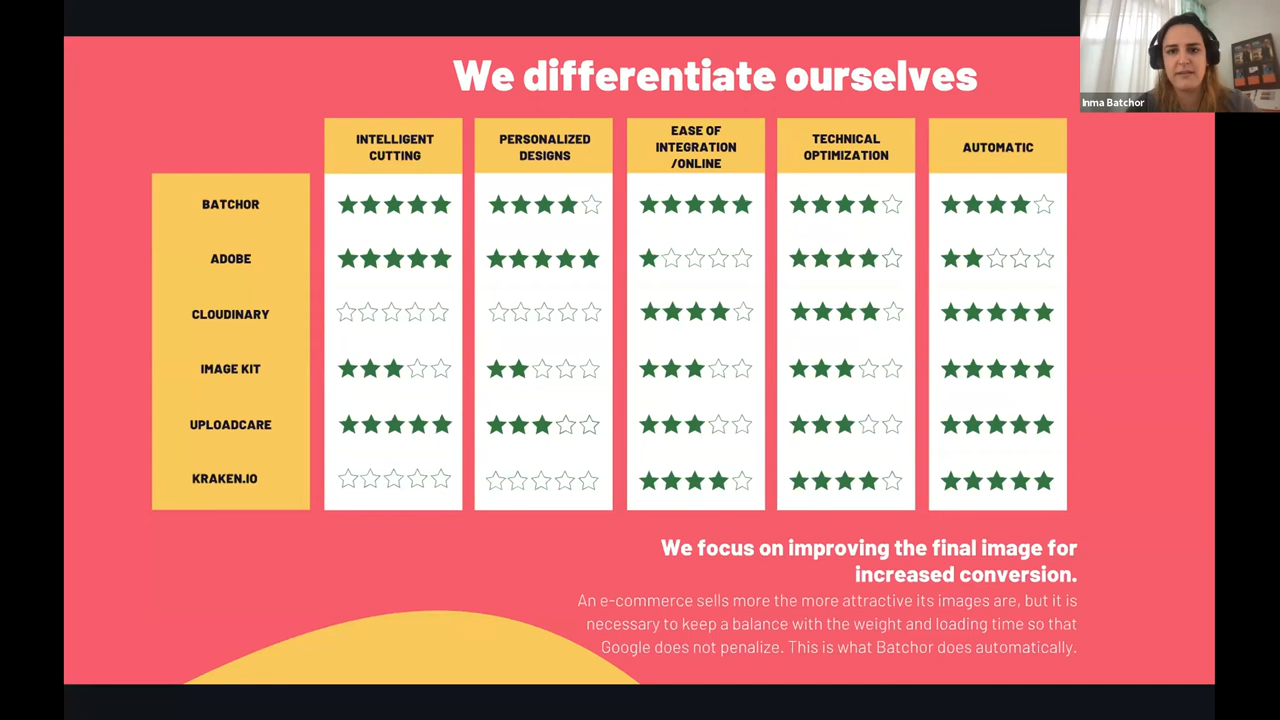 We differentiate ourselves
Inma Batchor
INTELLIGENT
CUTTING
PERSONALIZED
DESIGNS
EASE OF
INTEGRATION
/ONLINE
TECHNICAL
OPTIMIZATION
AUTOMATIC
BATCHOR
ADOBE
CLOUDINARY
IMAGE KIT
UPLOADCARE
KRAKEN.IO
We focus on improving the final image for
increased conversion.
An e-commerce sells more the more attractive its images are, but it is
necessary to keep a balance with the weight and loading time so that
Google does not penalize. This is what Batchor does automatically.